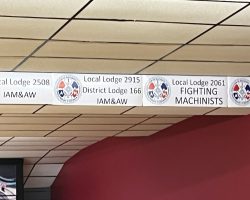 Local Lodge 2508
IAM&AW
Local Lodge 2915
District Lodge 166
IAM&AW
Local Lodge 2061
FIGHTING
MACHINISTS